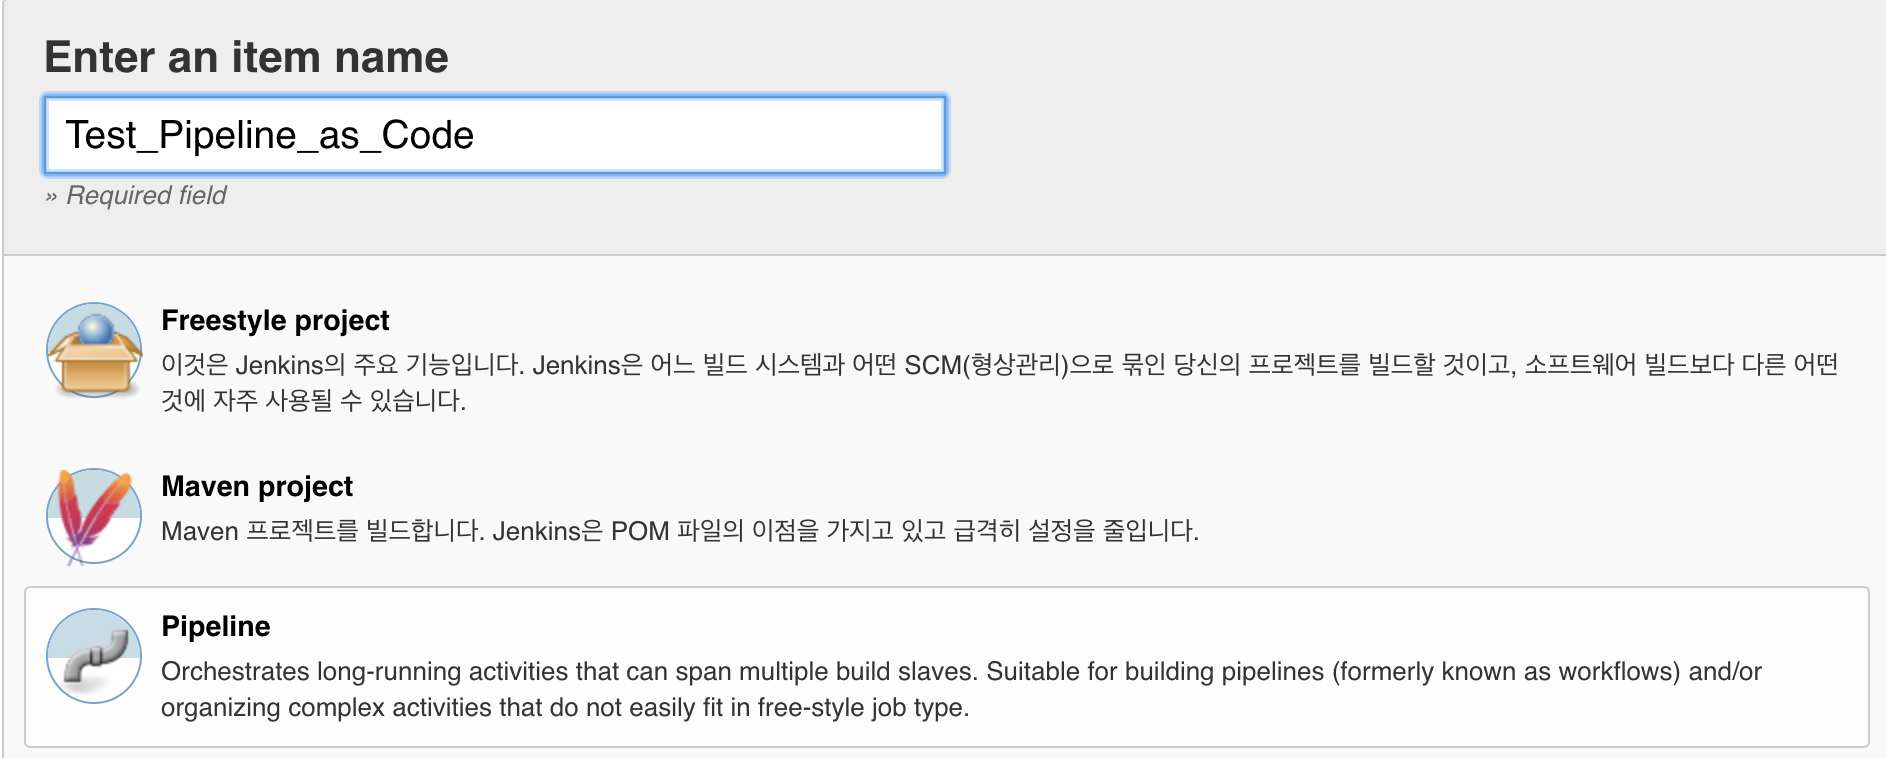 Enter an item name
Test_Pipeline_as_Code
» Required field
Freestyle project
이것은 Jenkins의 주요 기능입니다. Jenkins은 어느 빌드 시스템과 어떤 SCM(형상관리)으로 묶인 당신의 프로젝트를 빌드할 것이고, 소프트웨어 빌드보다 다른 어떤
것에 자주 사용될 수 있습니다.
Maven project
Maven 프로젝트를 빌드합니다. Jenkins은 POM 파일의 이점을 가지고 있고 급격히 설정을 줄입니다.
Pipeline
Orchestrates long-running activities that can span multiple build slaves. Suitable for building pipelines (formerly known as workflows) and/or
organizing complex activities that do not easily fit in free-style job type.